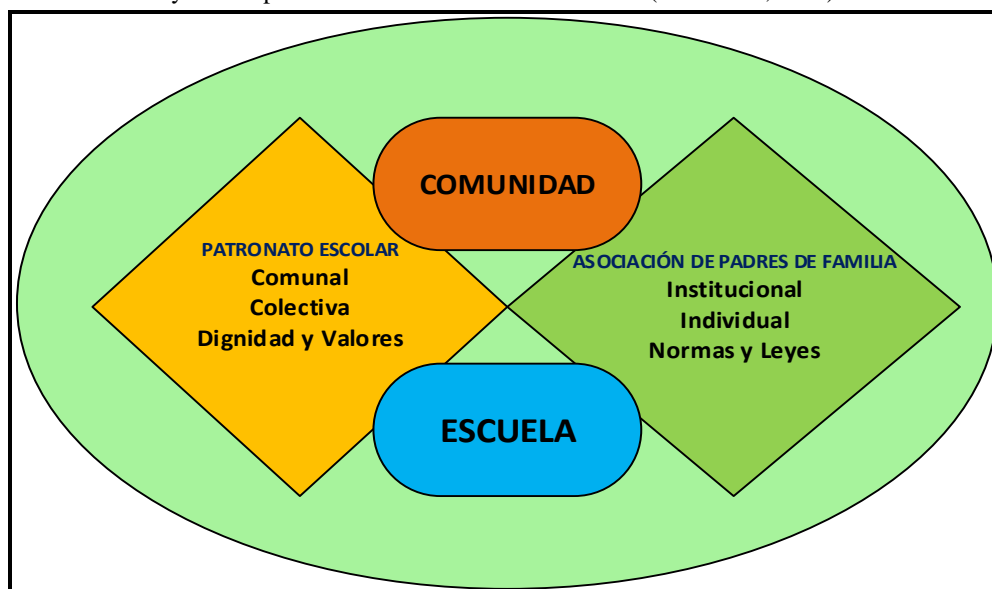 COMUNIDAD
PATRONATO ESCOLAR
Comunal
Colectiva
Dignidad y Valores
ASOCIACIÓN DE PADRES DE FAMILIA
Institucional
Individual
Normas y Leyes
ESCUELA